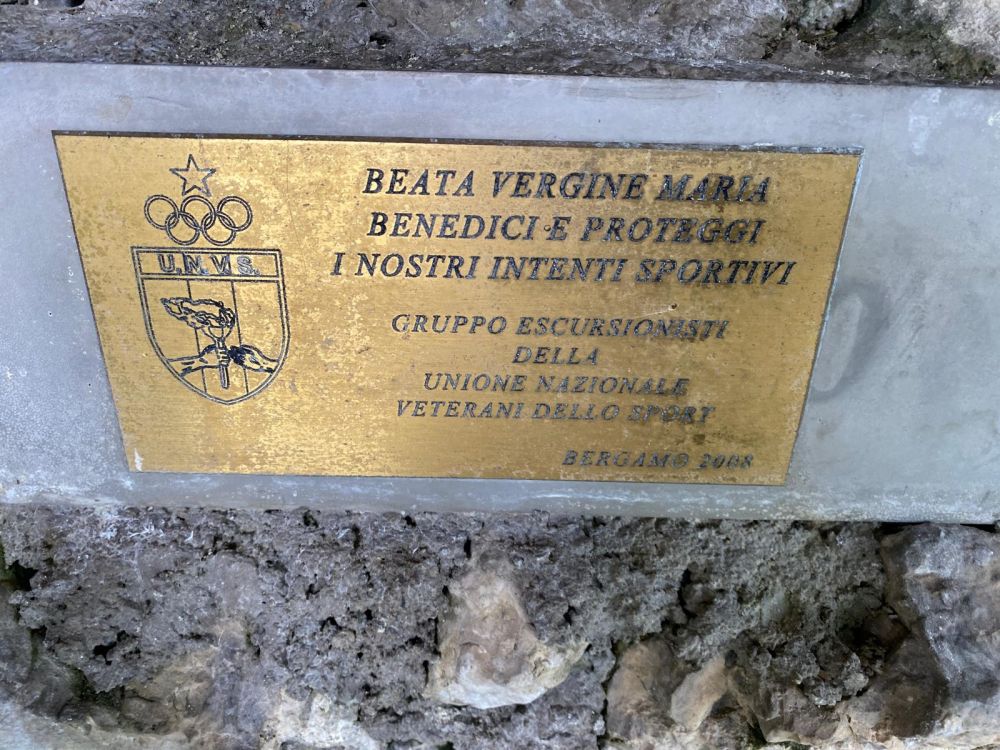 U.N.V.S.
BEATA VERGINE MARIA
BENEDICI E PROTEGGI
I NOSTRI INTENTI SPORTIVI
GRUPPO ESCURSIONISTI
DELLA
UNIONE NAZIONALE
VETERANI DELLO SPORT
BERGAMO 2008